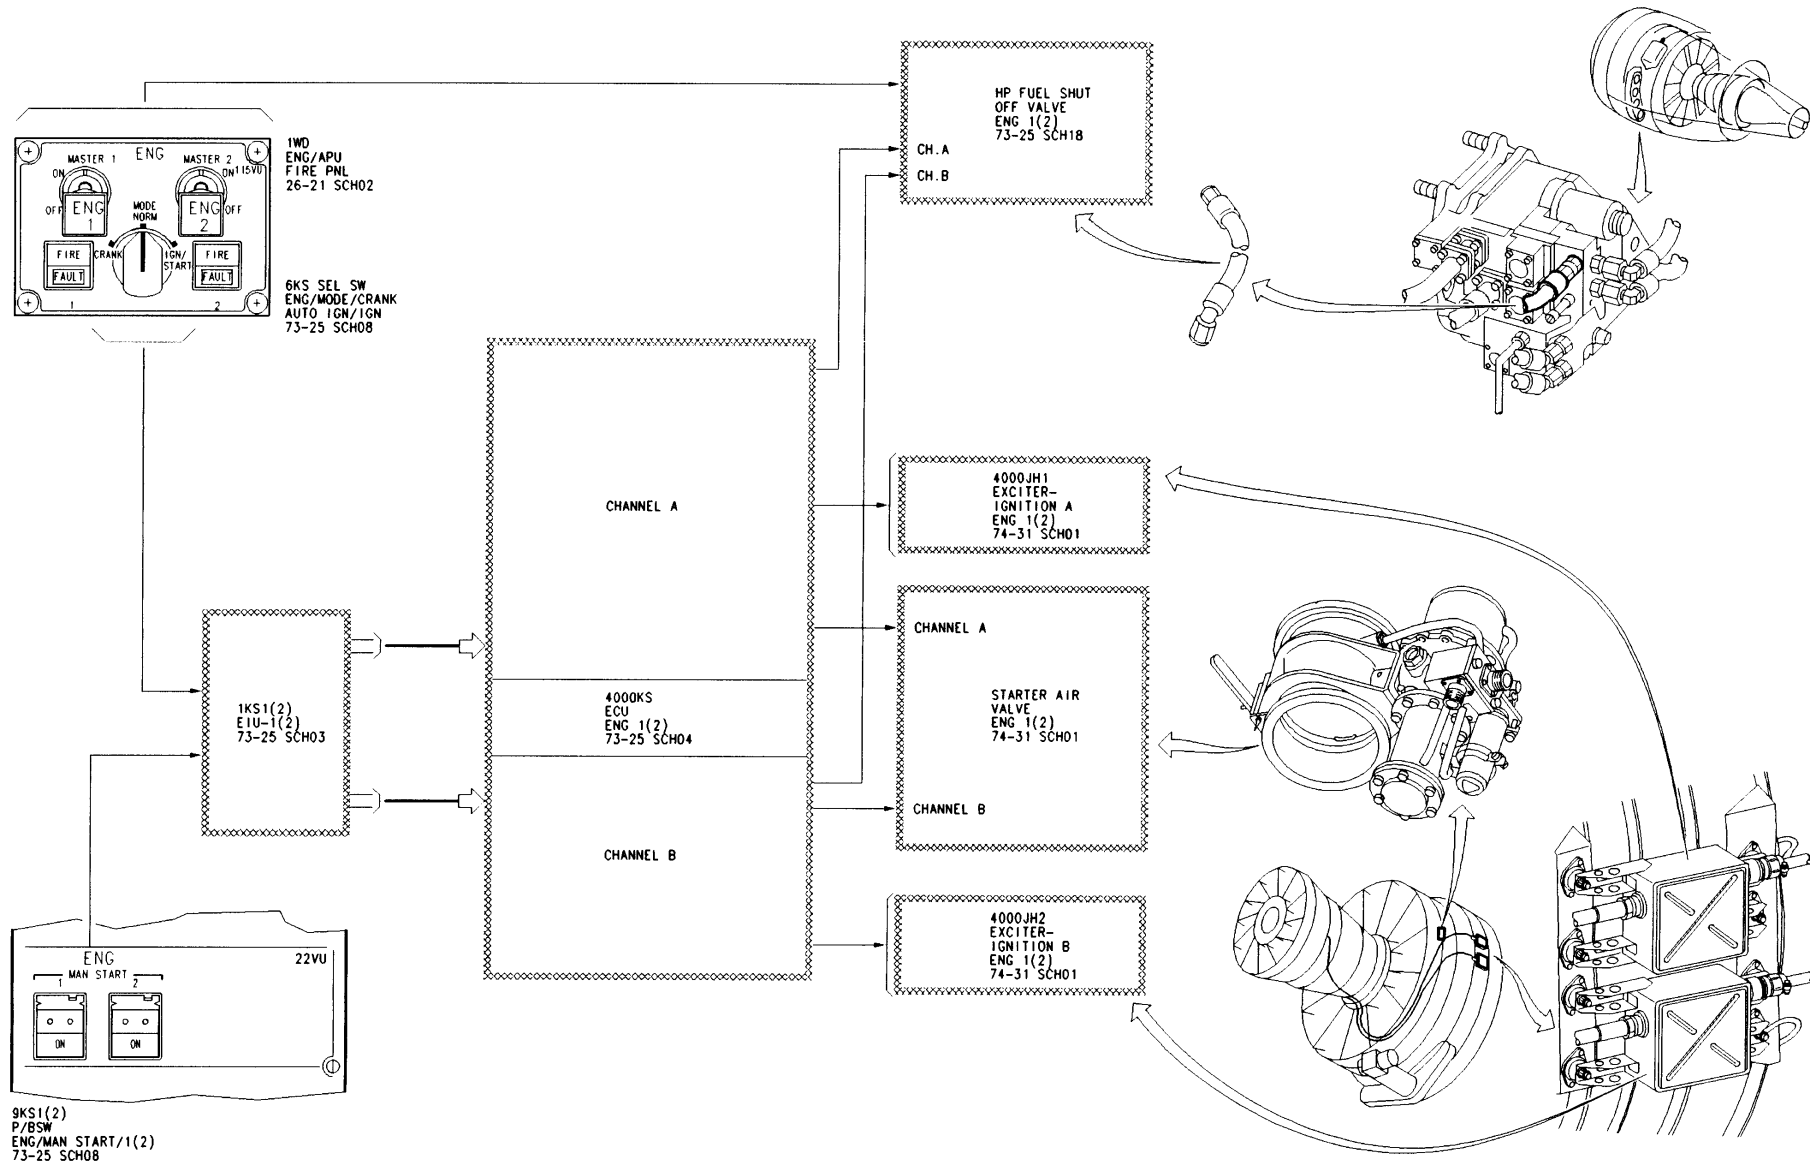 HP FUEL SHUT
OFF VALVE
ENG 1(2)
73-25 SCH18
CH.A
CH.B
ENG
MASTER 1
MASTER 2
ON
ON
115VU
OFF
ENG
1
MODE
NORM
ENG
2
OFF
FIRE
FAULT
CRANK
IGN/
START
FIRE
FAULT
1
2
1WD
ENG/APU
FIRE PNL
26-21 SCH02
6KS SEL SW
ENG/MODE/CRANK
AUTO IGN/IGN
73-25 SCH08
CHANNEL A
4000KS
ECU
ENG 1(2)
73-25 SCH04
CHANNEL B
1KS1(2)
EIU-1(2)
73-25 SCH03
4000JH1
EXCITER-
IGNITION A
ENG 1(2)
74-31 SCH01
CHANNEL A
STARTER AIR
VALVE
ENG 1(2)
74-31 SCH01
CHANNEL B
4000JH2
EXCITER-
IGNITION B
ENG 1(2)
74-31 SCH01
ENG
22VU
MAN START
1
2
ON
ON
9KS1(2)
P/BSW
ENG/MAN START/1(2)
73-25 SCH08